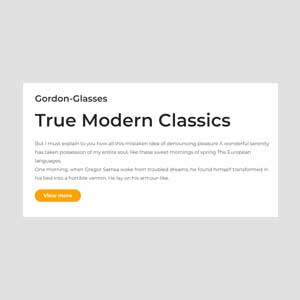 Gordon-Glasses
True Modern Classics
But I must explain to you how all this mistaken idea of denouncing pleasure A wonderful serenity
has taken possession of my entire soul, like these sweet mornings of spring The European
languages.
One morning, when Gregor Samsa woke from troubled dreams, he found himself transformed in
his bed into a horrible vermin. He lay on his armour-like.
View more